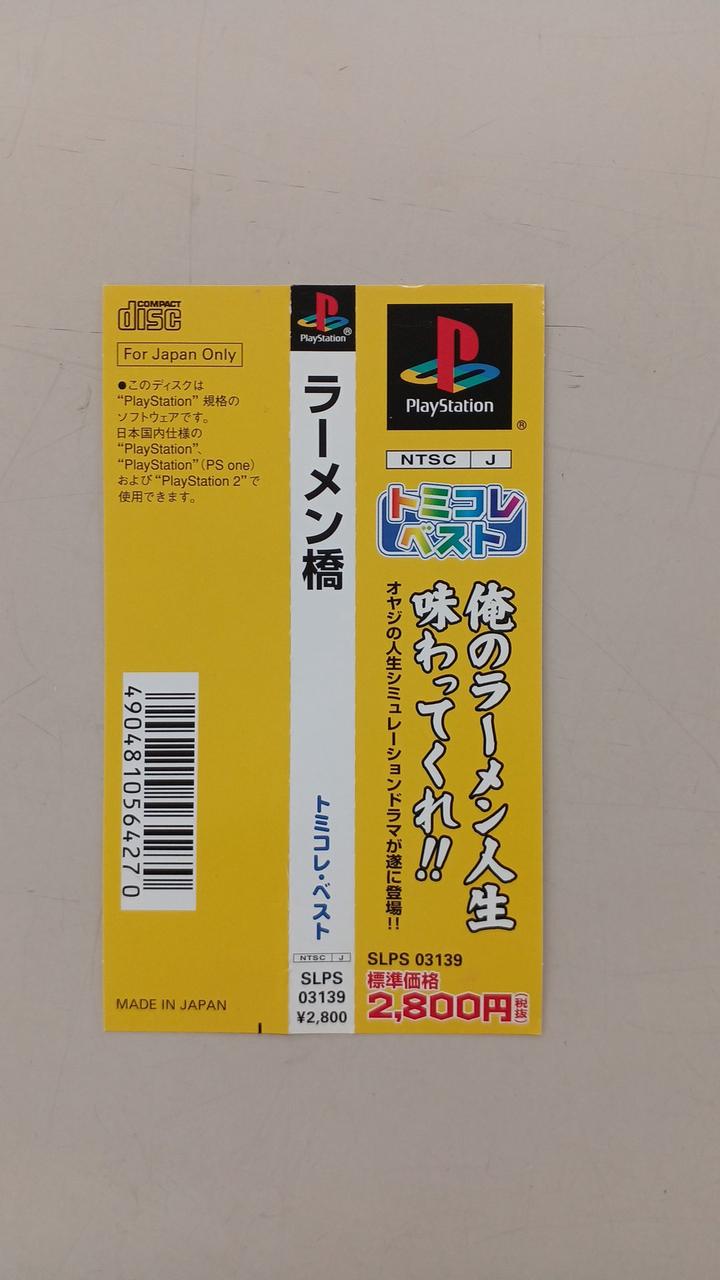 COMPACT
disc
For Japan Only
●このディスクは
“PlayStation” 規格の
ソフトウェアです。
日本国内仕様の
“PlayStation”、
“PlayStation”(PS one)
および“PlayStation 2”で
使用できます。
4904810564270
MADE IN JAPAN
PlayStation®
ラーメン橋
トミコレ・ベスト
NTSC J
SLPS
03139
¥2,800
PlayStation
®
NTSC J
トミコレ
ベスト
俺のラーメン人生
味わってくれ!!
オヤジの人生シミュレーションドラマが遂に登場!!
SLPS 03139
標準価格
2,800円(税抜)